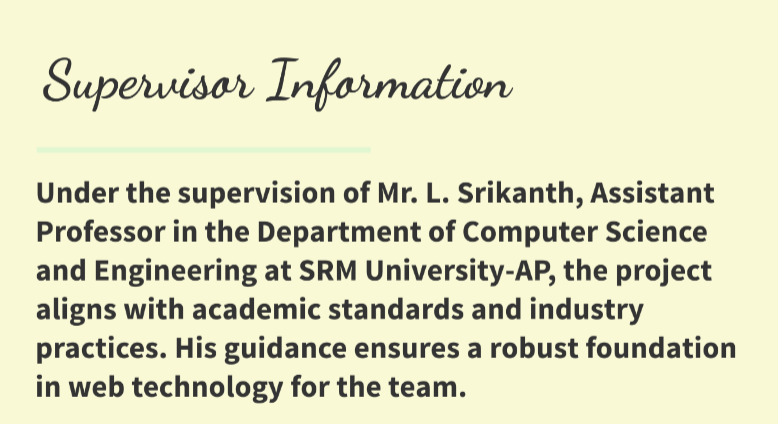 Supervisor Information
Under the supervision of Mr. L. Srikanth, Assistant
Professor in the Department of Computer Science
and Engineering at SRM University-AP, the project
aligns with academic standards and industry
practices. His guidance ensures a robust foundation
in web technology for the team.